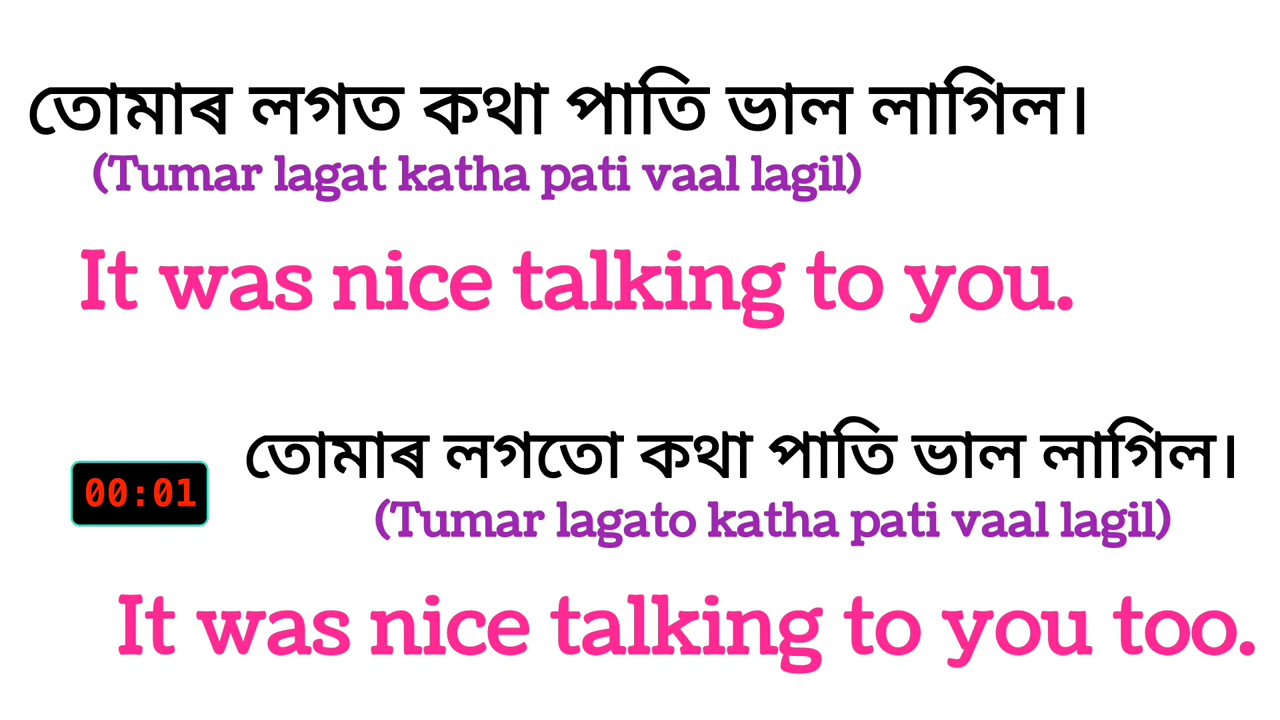 তোমাৰ লগত কথা পাতি ভাল লাগিল।
(Tumar lagat katha pati vaal lagil)
It was nice talking to you.
তোমাৰ লগতো কথা পাতি ভাল লাগিল।
00:01
(Tumar lagato katha pati vaal lagil)
It was nice talking to you too.